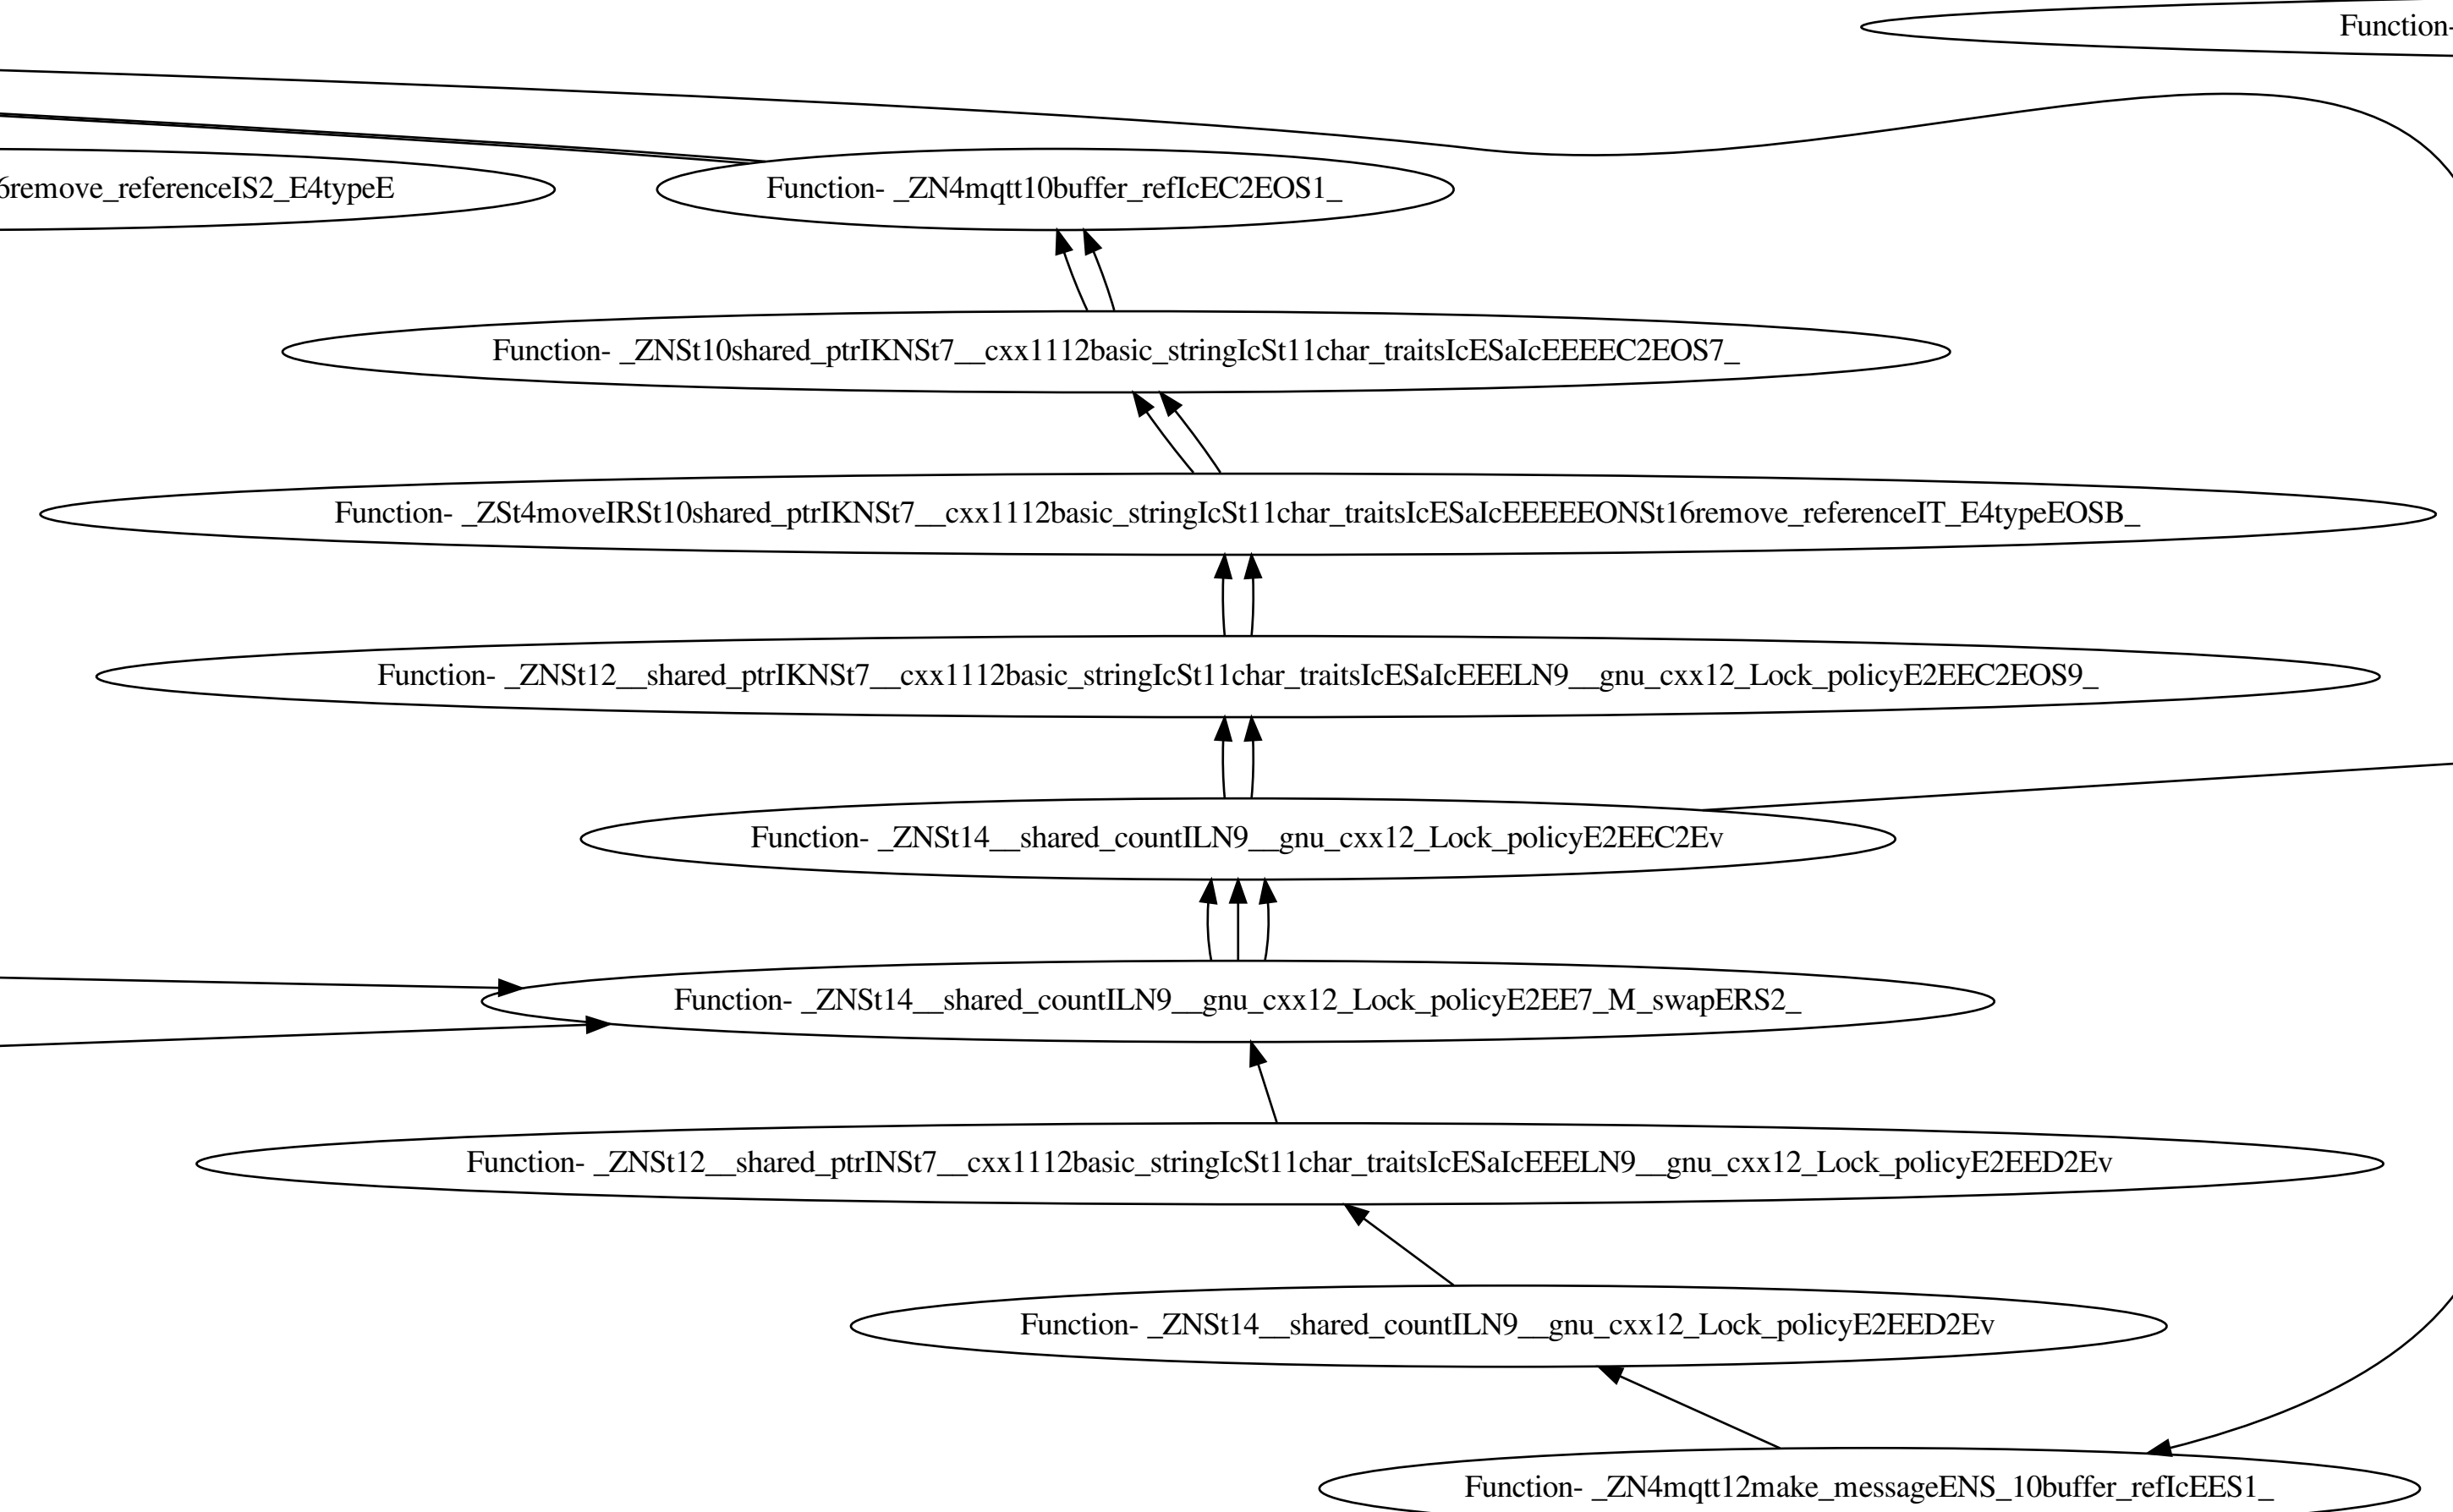 Function-
6remove_referenceIS2_E4typeE
Function- _ZN4mqtt10buffer_refIcEC2EOS1_
Function- _ZNSt10shared_ptrIKNSt7__cxx1112basic_stringIcSt11char_traitsIcESaIcEEEEC2EOS7_
Function- _ZSt4moveIRSt10shared_ptrIKNSt7__cxx1112basic_stringIcSt11char_traitsIcESaIcEEEEEONSt16remove_referenceIT_E4typeEOSB_
Function- _ZNSt12__shared_ptrIKNSt7__cxx1112basic_stringIcSt11char_traitsIcESaIcEEELN9__gnu_cxx12_Lock_policyE2EEC2EOS9_
Function- _ZNSt14__shared_countILN9__gnu_cxx12_Lock_policyE2EEC2Ev
Function- _ZNSt14__shared_countILN9__gnu_cxx12_Lock_policyE2EE7_M_swapERS2_
Function- _ZNSt12__shared_ptrINSt7__cxx1112basic_stringIcSt11char_traitsIcESaIcEEELN9__gnu_cxx12_Lock_policyE2EED2Ev
Function- _ZNSt14__shared_countILN9__gnu_cxx12_Lock_policyE2EED2Ev
Function- _ZN4mqtt12make_messageENS_10buffer_refIcEES1_